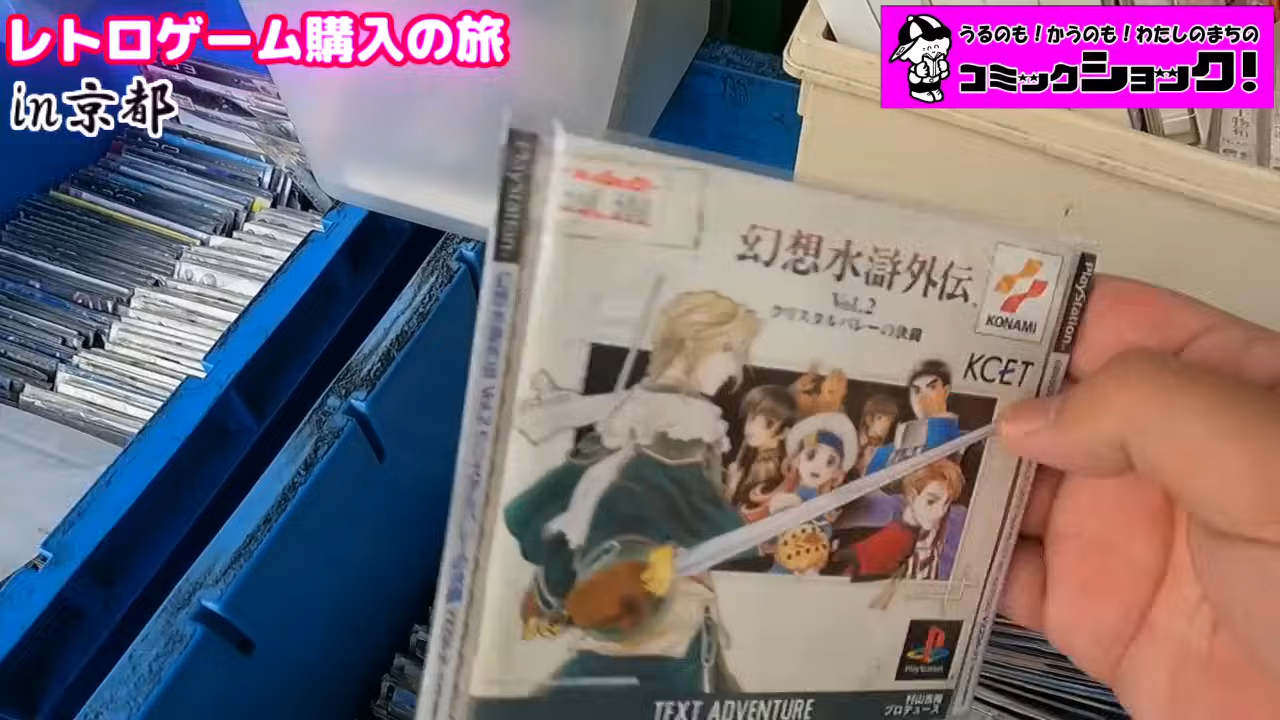 レトロゲーム購入の旅
in京都
うるのも!かうのも!わたしのまちの
コミックショック!
PlayStation
幻想水滸外伝
Vol.2
クリスタルバレーの決闘
KONAMI
PlayStation
KCET
PlayStation
TEXT ADVENTURE
村山吉隆
プロデュース